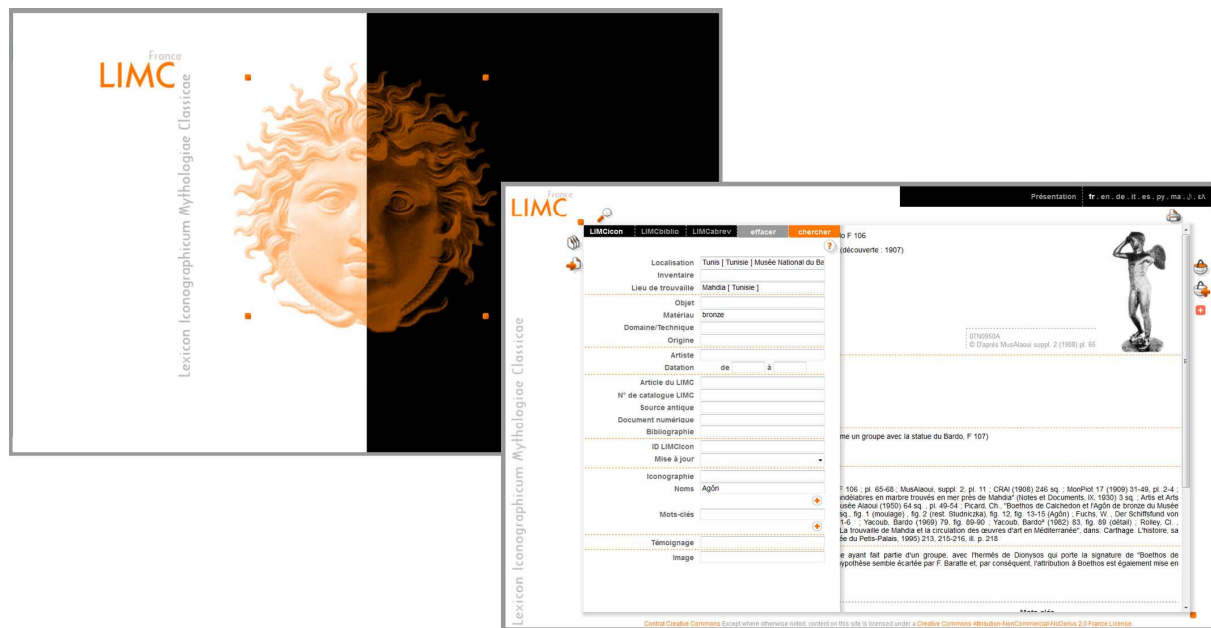 France
LIMC
Lexicon Iconographicum Mythologiae Classicae
France
LIMC
Lexicon Iconographicum Mythologiae Classicae
Présentation fr . en . de . it . es . py . ma .
LIMCicon LIMCbiblio LIMCabrev effacer chercher
?
o F 106
(découverte : 1907)
Localisation Tunis [ Tunisie ] Musée National du Ba
Inventaire
Lieu de trouvaille Mahdia [ Tunisie ]
Objet
Matériau bronze
Domaine/Technique
Origine
0TN0950A
© D'après MusAlaoui suppl. 2 (1908) pl. 65
Artiste
Datation de à
Article du LIMC
N° de catalogue LIMC
Source antique
Document numérique
Bibliographie
me un groupe avec la statue du Bardo, F 107)
ID LIMCicon
Mise à jour
Iconographie
Noms Agôn
Mots-clés
Témoignage
Image
F 106 ; pl. 65-68 ; MusAlaoui, suppl. 2, pl. 11 ; CRAI (1908) 246 sq. ; MonPiot 17 (1909) 31-49, pl. 2-4 ;
ndélabres en marbre trouvés en mer près de Mahdia" (Notes et Documents, IX, 1930) 3 sq. ; Artis et Arts
usée Alaoui (1950) 64 sq. , pl. 49-54 ; Picard, Ch., "Boethos de Calchedon et l'Agôn de bronze du Musée
sq., fig. 1 (moulage) , fig. 2 (rest. Studniczka), fig. 12, fig. 13-15 (Agôn) ; Fuchs, W. , Der Schiffsfund von
1-6 ; Yacoub, Bardo (1969) 79, fig. 89-90 ; Yacoub, Bardo² (1982) 83, fig. 89 (détail) ; Rolley, Cl. ,
"La trouvaille de Mahdia et la circulation des œuvres d'art en Méditerranée", dans: Carthage. L'histoire, sa
ée du Petis-Palais, 1995) 213, 215-216, ill. p. 218
e ayant fait partie d'un groupe, avec l'hermès de Dionysos qui porte la signature de "Boethos de
ypothèse semble écartée par F. Baratte et, par conséquent, l'attribution à Boethos est également mise en
Mots-clés
Contrat Creative Commons Except where otherwise noted, content on this site is licensed under a Creative Commons Attribution-NonCommercial-NoDerivs 2.0 France License